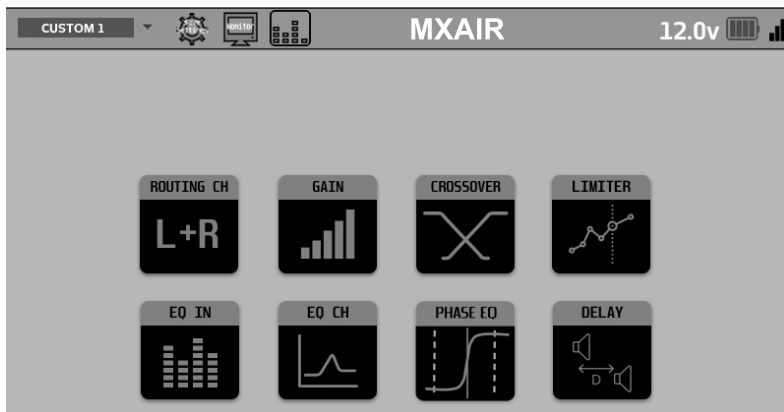 CUSTOM 1
Monitor
MXAIR
12.0v
ROUTING CH
GAIN
CROSSOVER
LIMITER
L+R
EQ IN
EQ CH
PHASE EQ
DELAY
D